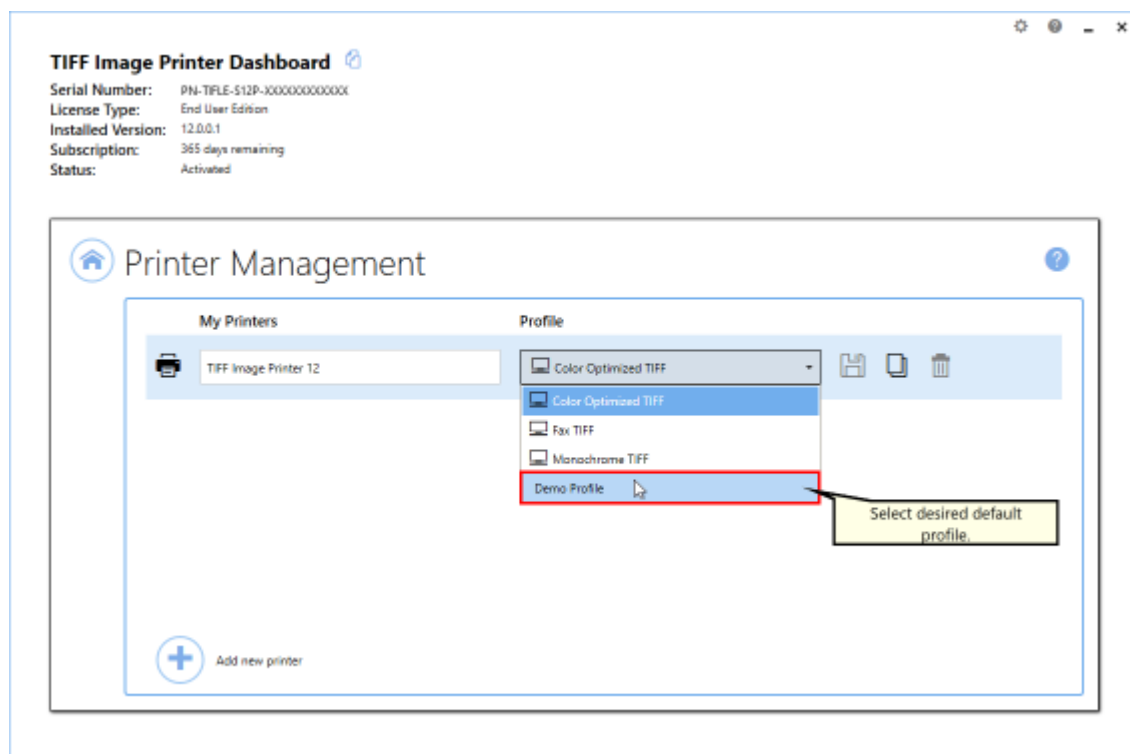 TIFF Image Printer Dashboard
Serial Number: PN-TIFLE-S12P-XXXXXXXXXXXX
License Type: End User Edition
Installed Version: 12.0.0.1
Subscription: 365 days remaining
Status: Activated
Printer Management
My Printers Profile
TIFF Image Printer 12 Color Optimized TIFF
Color Optimized TIFF
Fax TIFF
Monochrome TIFF
Demo Profile
Select desired default
profile.
Add new printer